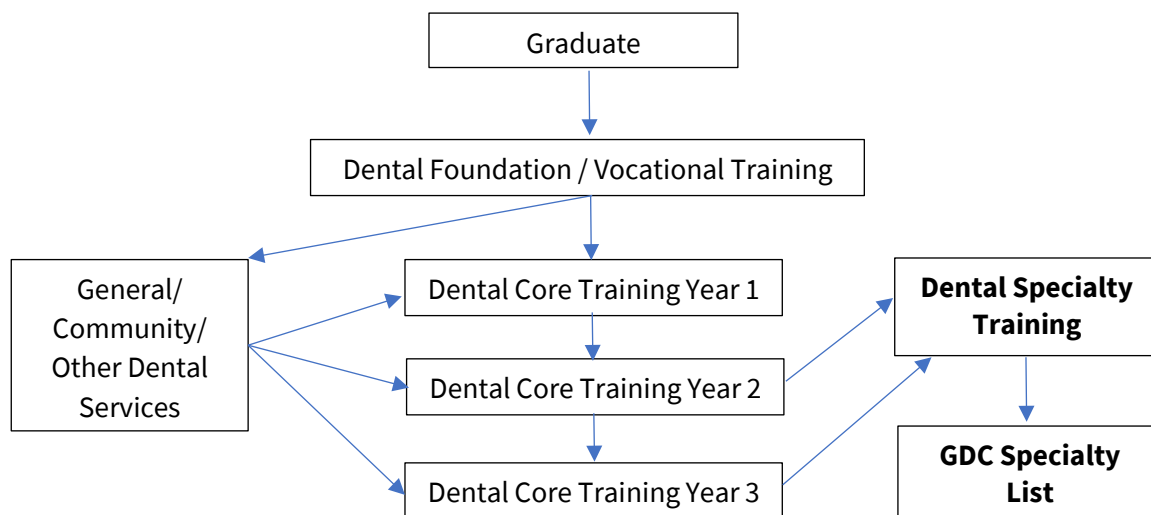 Graduate
Dental Foundation / Vocational Training
General/
Community/
Other Dental
Services
Dental Core Training Year 1
Dental Core Training Year 2
Dental Core Training Year 3
Dental Specialty
Training
GDC Specialty
List